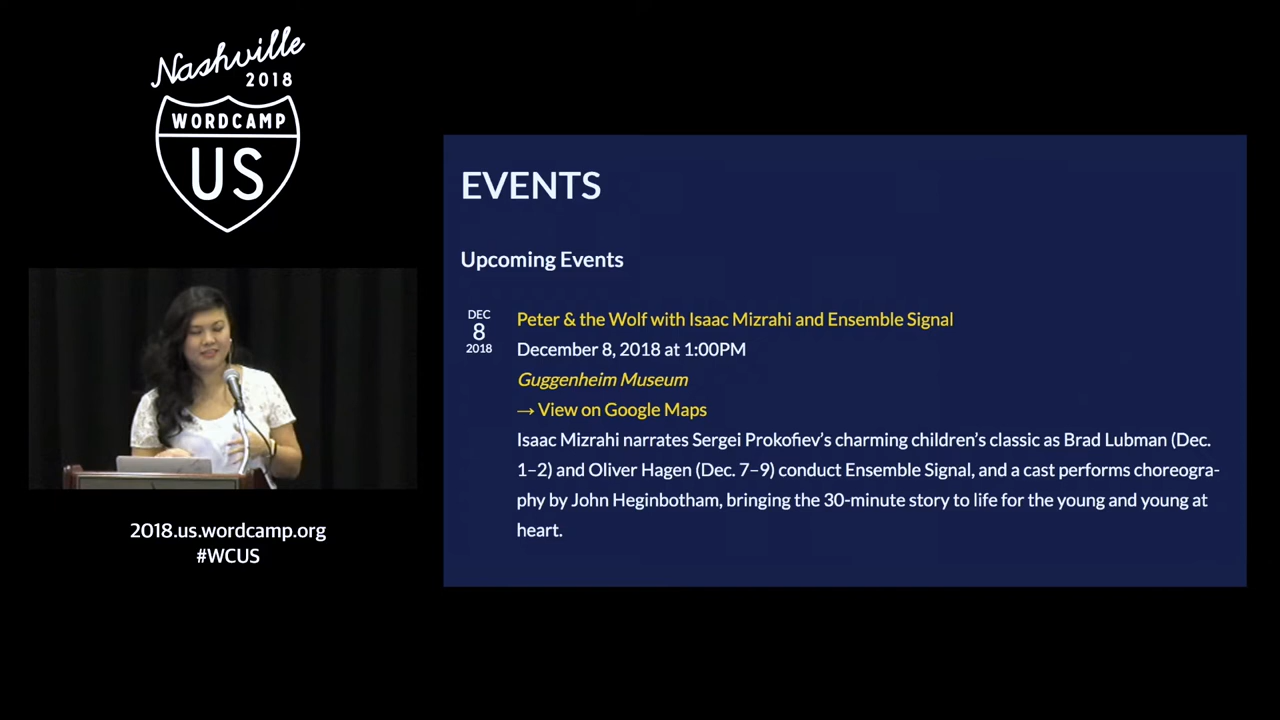 Nashville
2018
WORDCAMP
US
2018.us.wordcamp.org
#WCUS
EVENTS
Upcoming Events
DEC
8
2018
Peter & the Wolf with Isaac Mizrahi and Ensemble Signal
December 8, 2018 at 1:00PM
Guggenheim Museum
→ View on Google Maps
Isaac Mizrahi narrates Sergei Prokofiev’s charming children’s classic as Brad Lubman (Dec.
1–2) and Oliver Hagen (Dec. 7–9) conduct Ensemble Signal, and a cast performs choreogra-
phy by John Heginbotham, bringing the 30-minute story to life for the young and young at
heart.